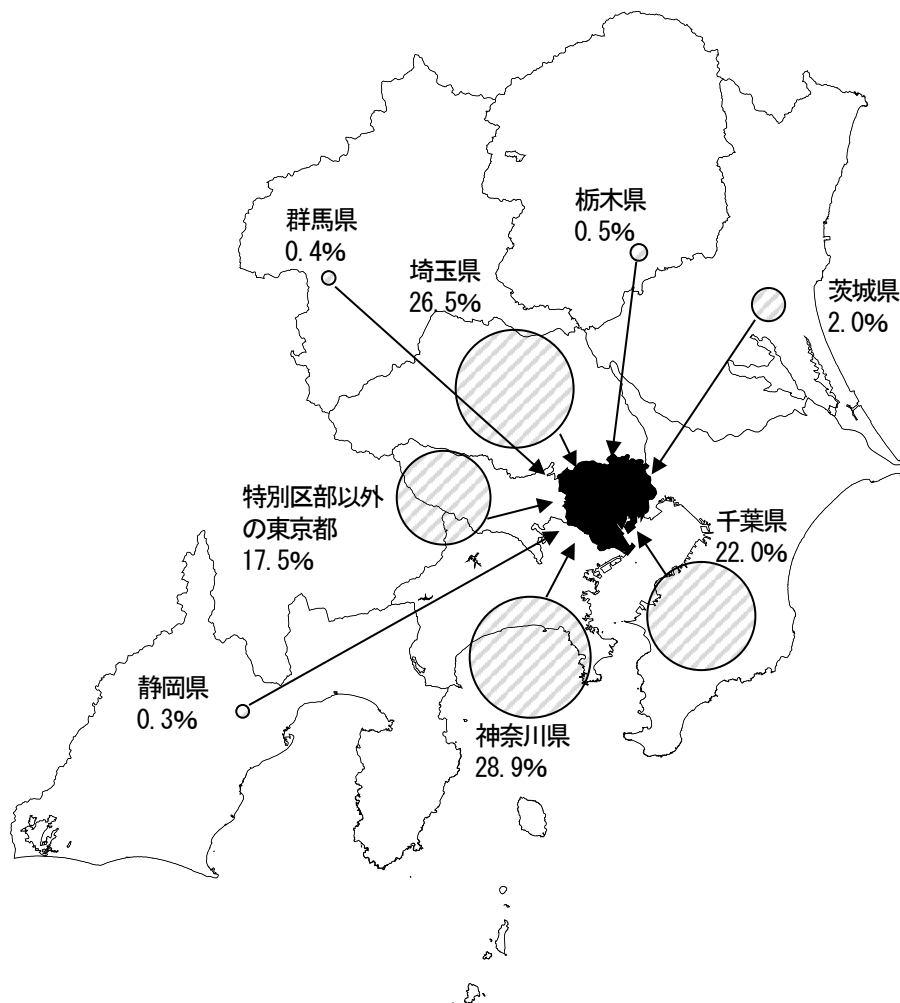 群馬県
0.4%
栃木県
0.5%
埼玉県
26.5%
茨城県
2.0%
特別区部以外
の東京都
17.5%
千葉県
22.0%
静岡県
0.3%
神奈川県
28.9%